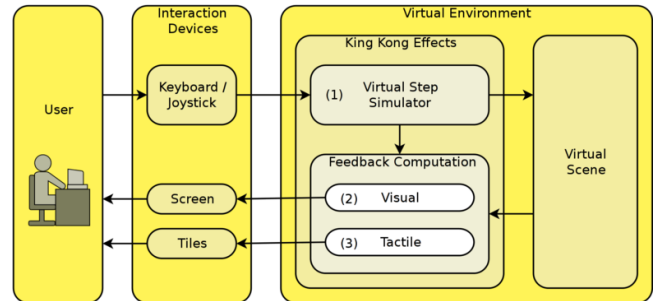 Interaction
Devices
Virtual Environment
King Kong Effects
User
Keyboard /
Joystick
(1) Virtual Step
Simulator
Feedback Computation
Virtual
Scene
Screen
(2) Visual
Tiles
(3) Tactile